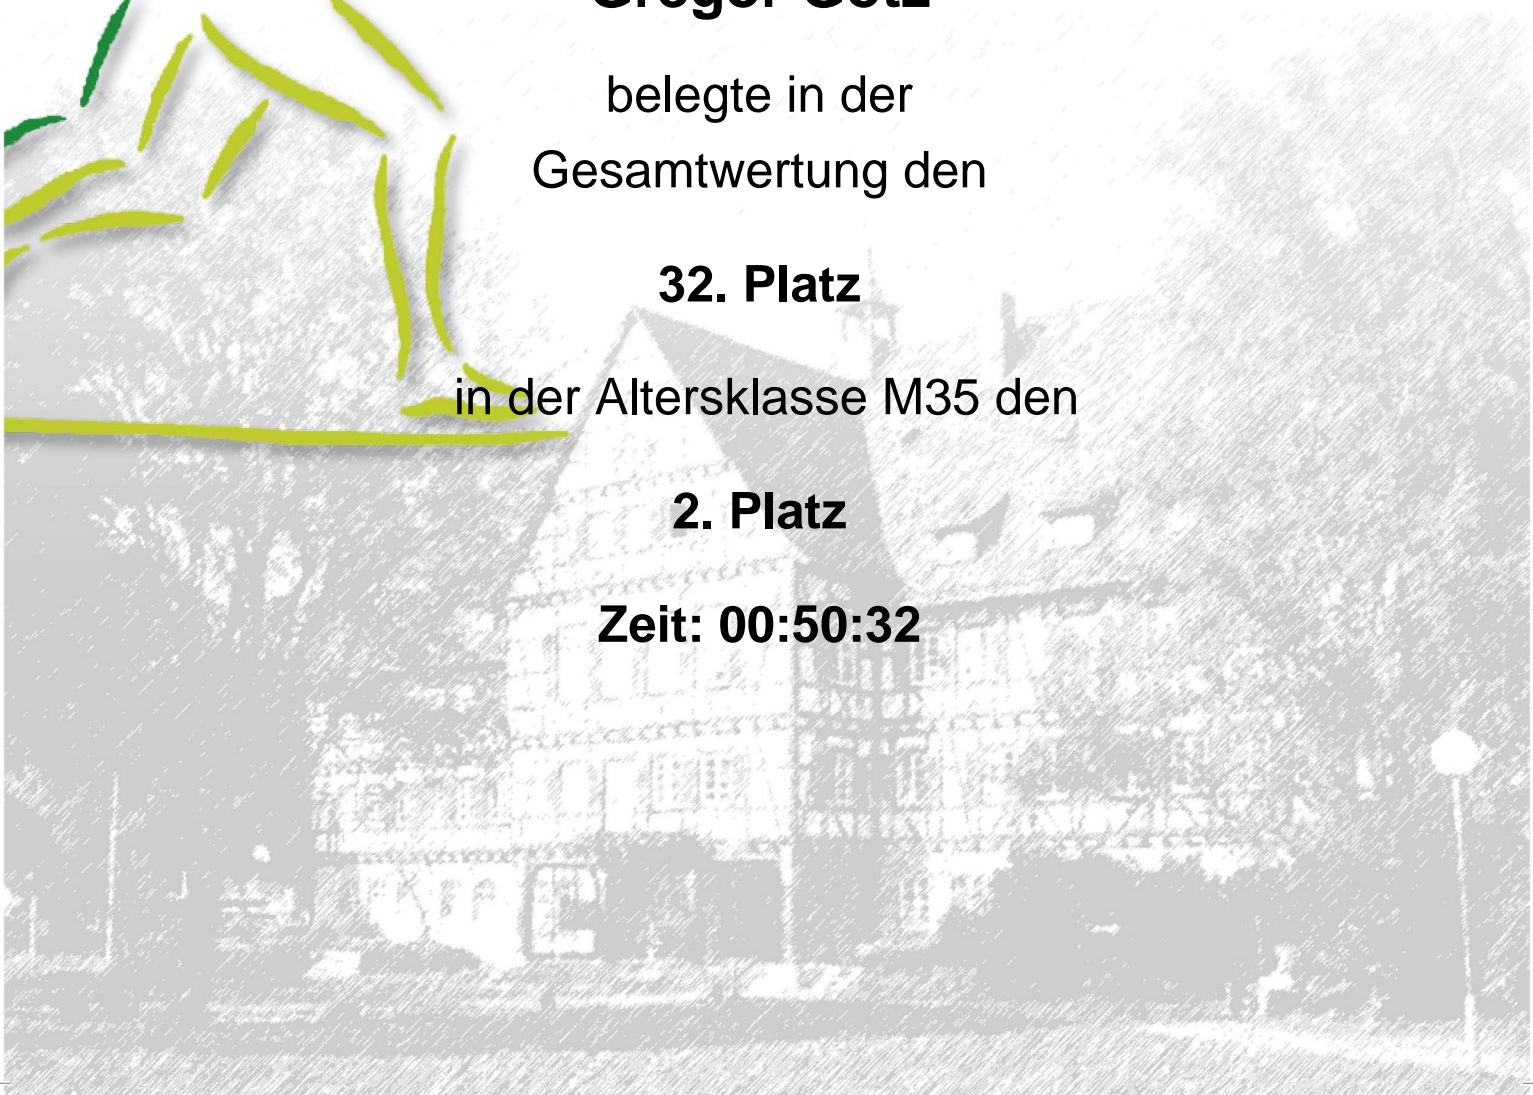 belegte in der
Gesamtwertung den
32. Platz
in der Altersklasse M35 den
2. Platz
Zeit: 00:50:32